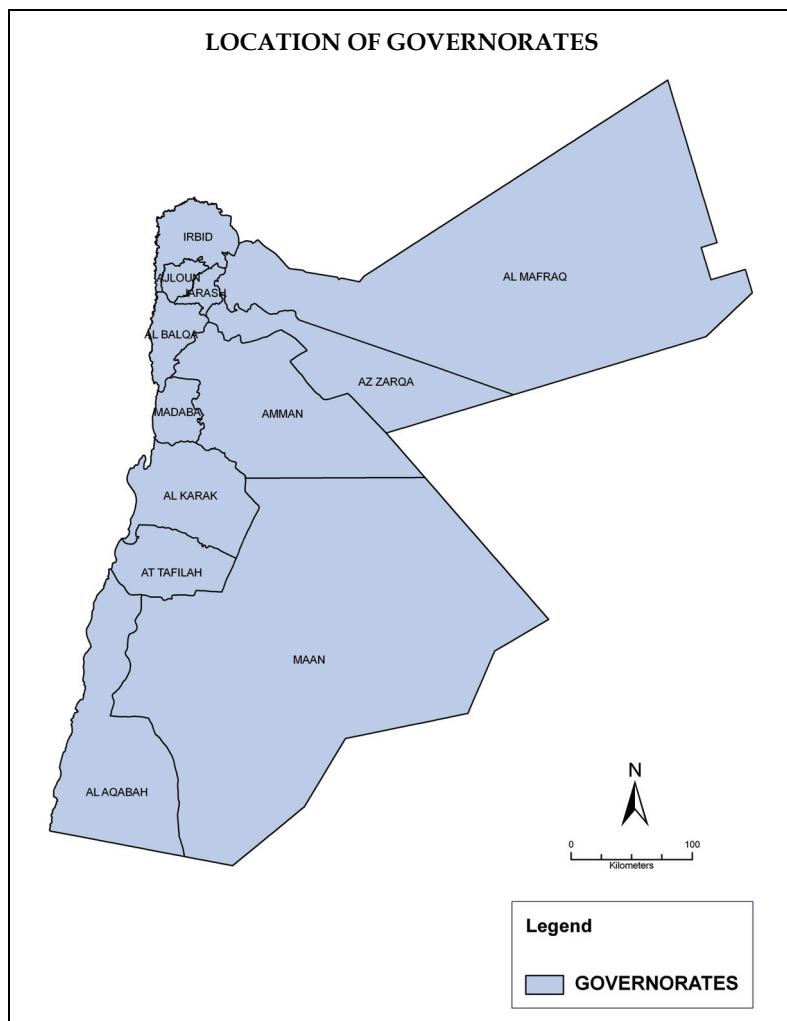 LOCATION OF GOVERNORATES
IRBID
AJLOUN
JARASH
AL MAFRAQ
AL BALQA
AZ ZARQA
MADABA
AMMAN
AL KARAK
AT TAFILAH
MAAN
AL AQABAH
N
0 100
Kilometers
Legend
GOVERNORATES